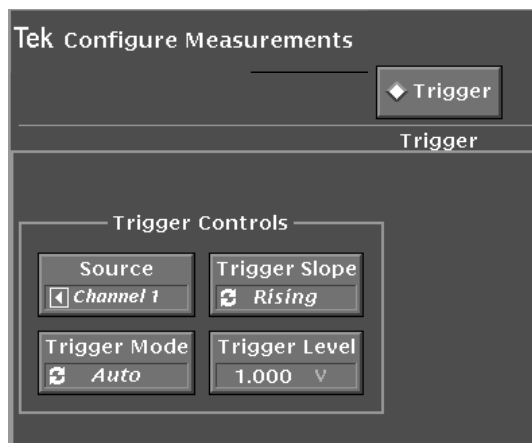 Tek Configure Measurements
Trigger
Trigger
Trigger Controls
Source
Channel 1
Trigger Slope
Rising
Trigger Mode
Auto
Trigger Level
1.000 V